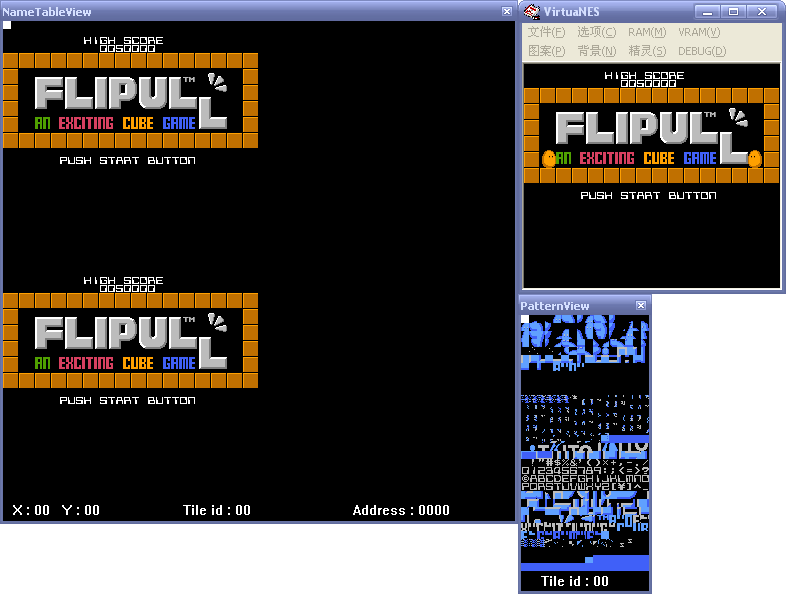 NameTableView
HIGH SCORE
0050000
FLIPULL™
AN EXCITING CUBE GAME
PUSH START BUTTON
HIGH SCORE
0050000
FLIPULL™
AN EXCITING CUBE GAME
PUSH START BUTTON
X : 00 Y : 00 Tile id : 00 Address : 0000
VirtuaNES
文件(F) 选项(C) RAM(M) VRAM(V)
图案(P) 背景(N) 精灵(S) DEBUG(D)
HIGH SCORE
0050000
FLIPULL™
AN EXCITING CUBE GAME
PUSH START BUTTON
PatternView
TAITO
!"#$%&'()×+,-./
0123456789:;(=)?
©ABCDEFGHIJKLMNO
PQRSTUVWXYZ[¥]^_
Tile id : 00